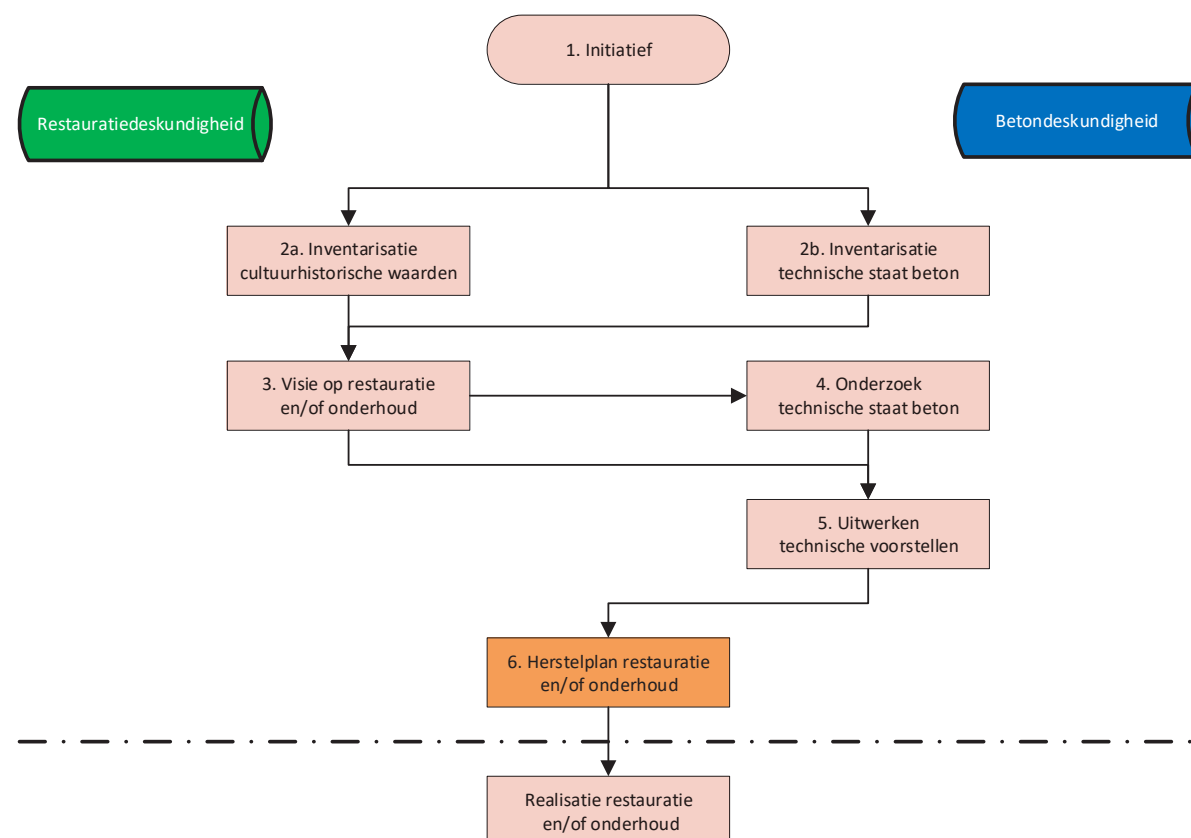 1. Initiatief
Restauratiedeskundigheid
Betondeskundigheid
2a. Inventarisatie
cultuurhistorische waarden
2b. Inventarisatie
technische staat beton
3. Visie op restauratie
en/of onderhoud
4. Onderzoek
technische staat beton
5. Uitwerken
technische voorstellen
6. Herstelplan restauratie
en/of onderhoud
Realisatie restauratie
en/of onderhoud